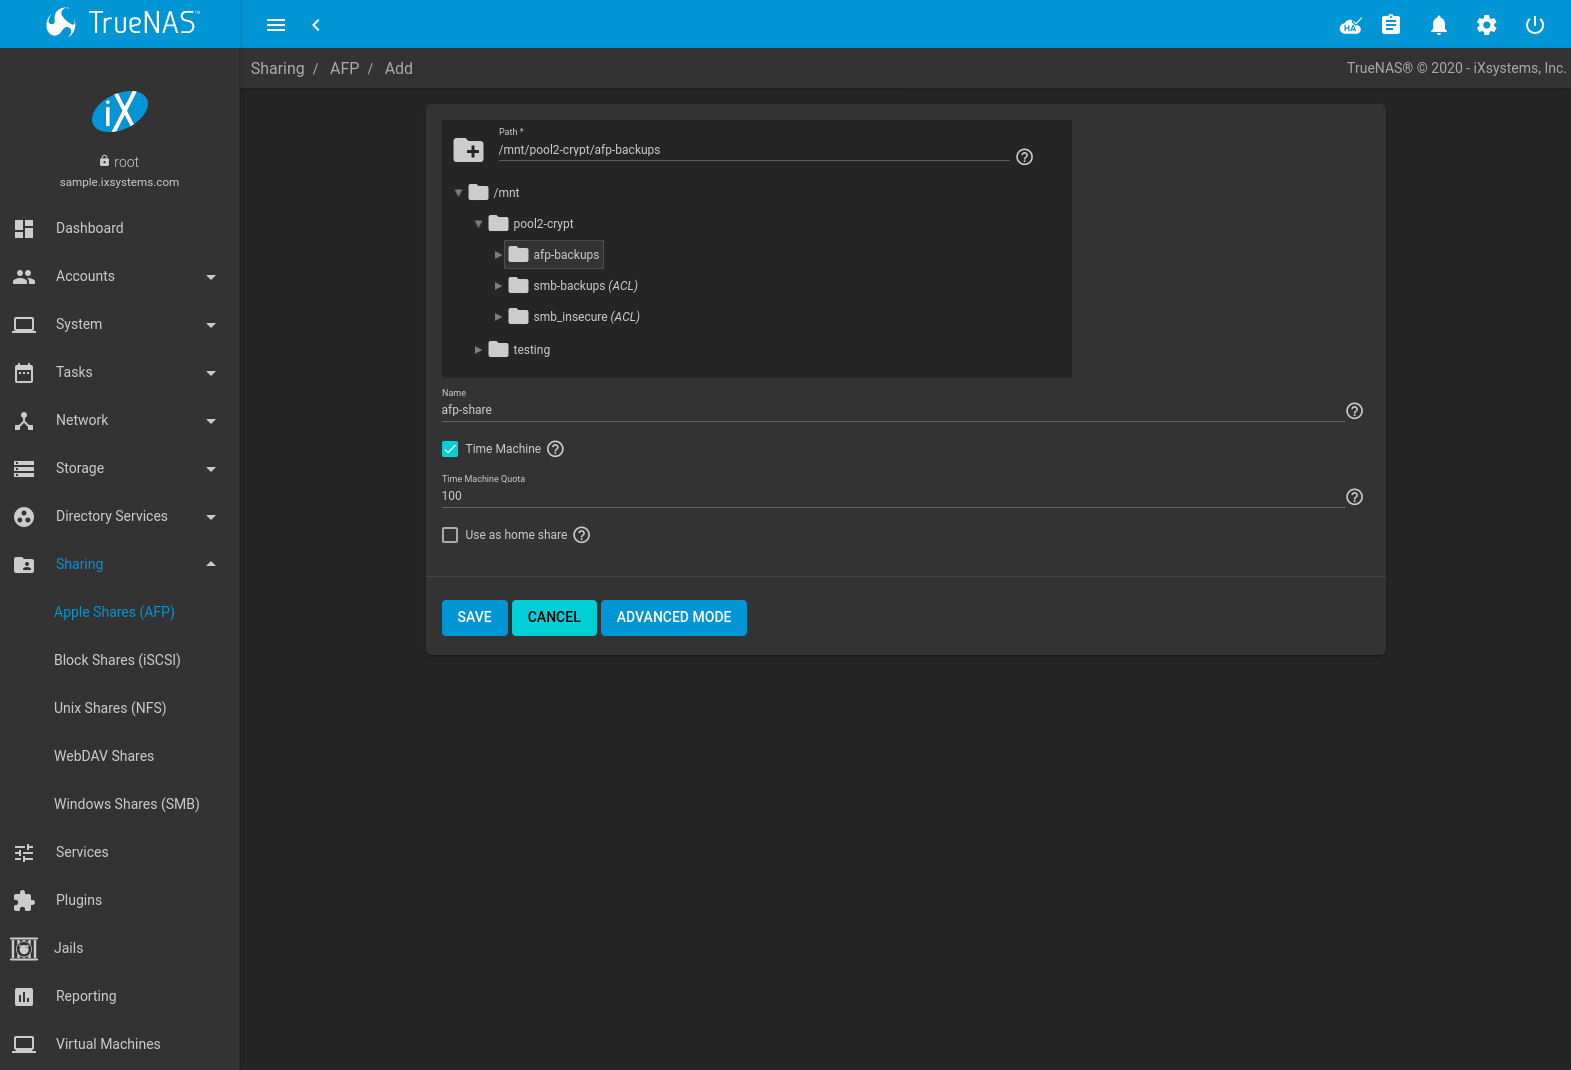 TrueNAS™
Sharing / AFP / Add
TrueNAS® © 2020 - iXsystems, Inc.
iX
root
sample.ixsystems.com
Dashboard
Accounts
System
Tasks
Network
Storage
Directory Services
Sharing
Apple Shares (AFP)
Block Shares (iSCSI)
Unix Shares (NFS)
WebDAV Shares
Windows Shares (SMB)
Services
Plugins
Jails
Reporting
Virtual Machines
HA
Path *
/mnt/pool2-crypt/afp-backups
/mnt
pool2-crypt
afp-backups
smb-backups (ACL)
smb_insecure (ACL)
testing
Name
afp-share
Time Machine
Time Machine Quota
100
Use as home share
SAVE CANCEL ADVANCED MODE